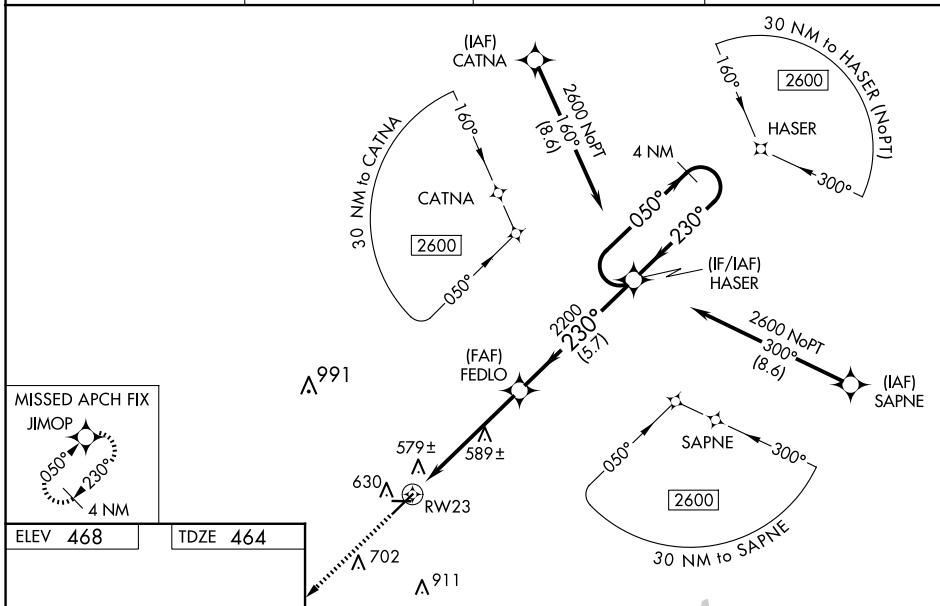 (IAF)
CATNA
2600 NoPT
160°
(8.6)
30 NM to HASER (NoPT)
160°
2600
HASER
300°
30 NM to CATNA
160°
CATNA
2600
050°
4 NM
050°
230°
(IF/IAF)
HASER
2200
230°
(5.7)
2600 NoPT
300°
(8.6)
(IAF)
SAPNE
(FAF)
FEDLO
991
MISSED APCH FIX
JIMOP
050°
230°
4 NM
579±
589±
630
RW23
050°
SAPNE
300°
2600
30 NM to SAPNE
ELEV 468
TDZE 464
702
911